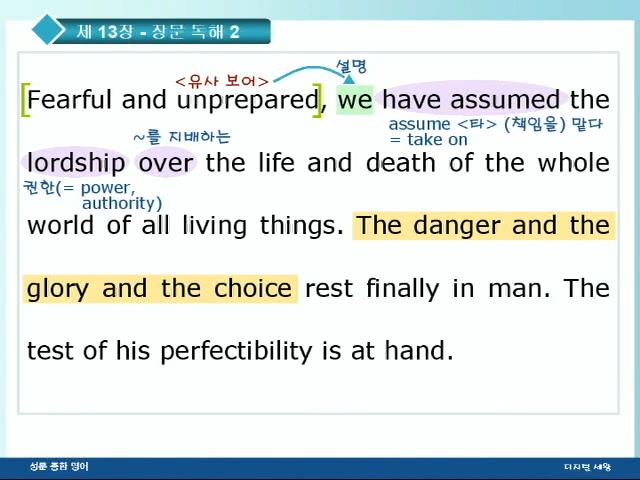 제 13장 - 장문 독해 2
<유사 보어> 설명
[Fearful and unprepared], we have assumed the
~를 지배하는 assume <타> (책임을) 맡다
= take on
lordship over the life and death of the whole
권한(= power,
authority)
world of all living things. The danger and the
glory and the choice rest finally in man. The
test of his perfectibility is at hand.
성문 종합 영어 디지털 세왕